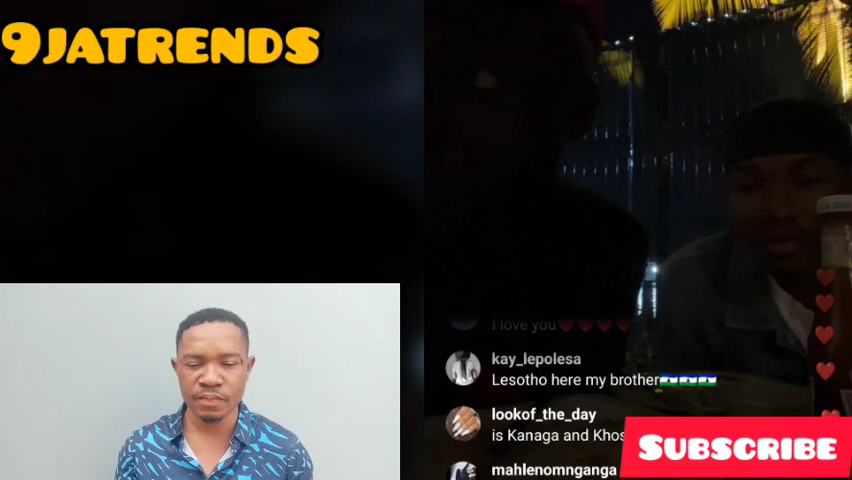 9JATRENDS
I love you❤️❤️❤️❤️
kay_lepolesa
Lesotho here my brother🇱🇸🇱🇸🇱🇸
lookof_the_day
is Kanaga and Khos
mahlenomnganga
SUBSCRIBE